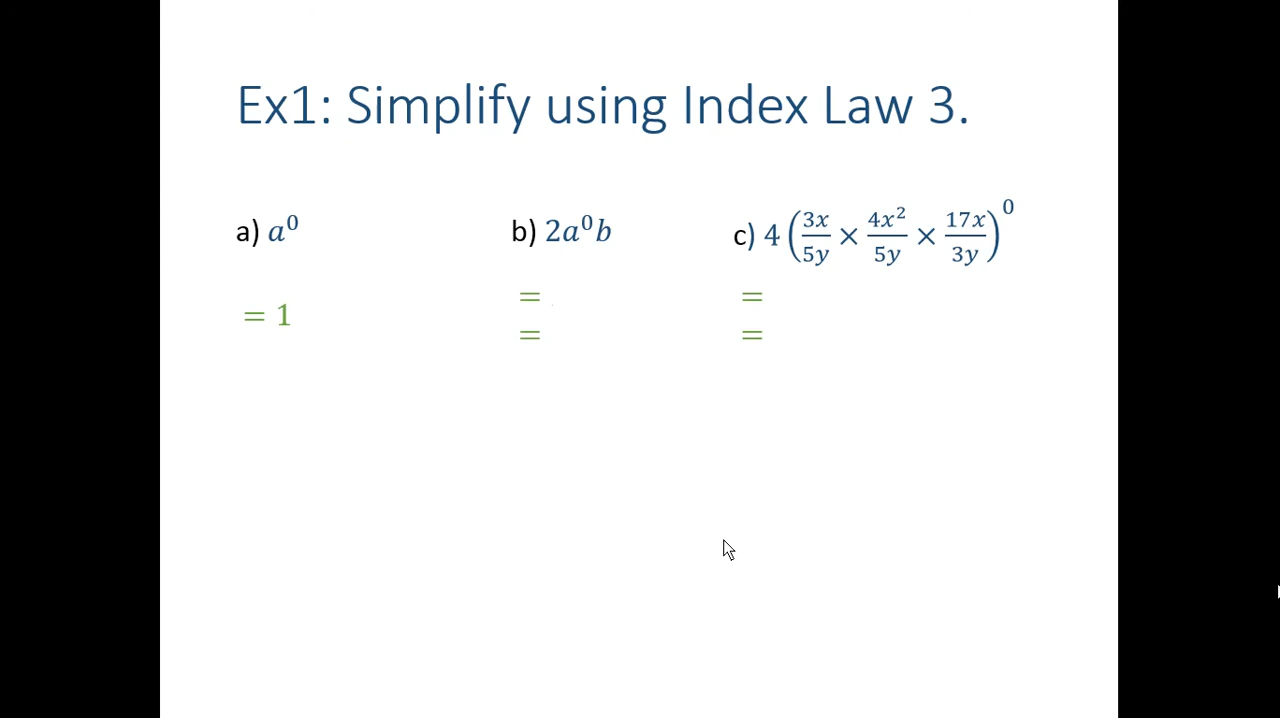 Ex1: Simplify using Index Law 3.
a) a⁰ b) 2a⁰b c) 4(3x/5y × 4x²/5y × 17x/3y)⁰
= 1
= =
= =